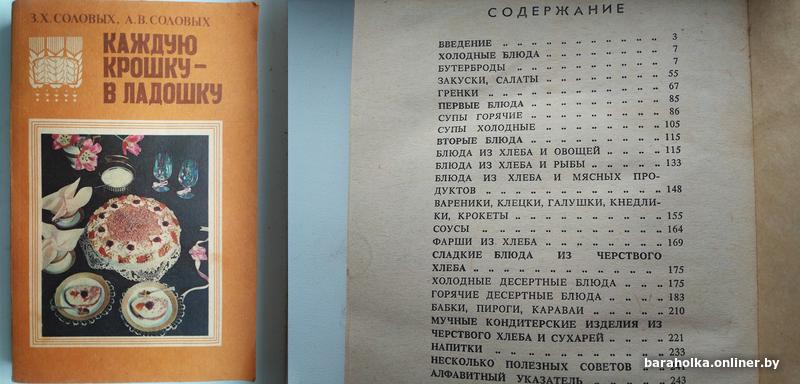 З.Х. СОЛОВЫХ, А.В. СОЛОВЫХ
КАЖДУЮ
КРОШКУ –
В ЛАДОШКУ
СОДЕРЖАНИЕ
ВВЕДЕНИЕ . . . . . . . . . . 3
ХОЛОДНЫЕ БЛЮДА . . . . . . . . 7
БУТЕРБРОДЫ . . . . . . . . . 7
ЗАКУСКИ, САЛАТЫ . . . . . . . . 55
ГРЕНКИ . . . . . . . . . . 67
ПЕРВЫЕ БЛЮДА . . . . . . . . 85
СУПЫ ГОРЯЧИЕ . . . . . . . . 86
СУПЫ ХОЛОДНЫЕ . . . . . . . . 105
ВТОРЫЕ БЛЮДА . . . . . . . . 115
БЛЮДА ИЗ ХЛЕБА И ОВОЩЕЙ . . . . . 115
БЛЮДА ИЗ ХЛЕБА И РЫБЫ . . . . . . 133
БЛЮДА ИЗ ХЛЕБА И МЯСНЫХ ПРО-
ДУКТОВ . . . . . . . . . . 148
ВАРЕНИКИ, КЛЕЦКИ, ГАЛУШКИ, КНЕДЛИ-
КИ, КРОКЕТЫ . . . . . . . . . 155
СОУСЫ . . . . . . . . . . 164
ФАРШИ ИЗ ХЛЕБА . . . . . . . . 169
СЛАДКИЕ БЛЮДА ИЗ ЧЕРСТВОГО
ХЛЕБА . . . . . . . . . . 175
ХОЛОДНЫЕ ДЕСЕРТНЫЕ БЛЮДА . . . . 175
ГОРЯЧИЕ ДЕСЕРТНЫЕ БЛЮДА . . . . . 183
БАБКИ, ПИРОГИ, КАРАВАИ . . . . . . 210
МУЧНЫЕ КОНДИТЕРСКИЕ ИЗДЕЛИЯ ИЗ
ЧЕРСТВОГО ХЛЕБА И СУХАРЕЙ . . . . 221
НАПИТКИ . . . . . . . . . . 233
НЕСКОЛЬКО ПОЛЕЗНЫХ СОВЕТОВ . .
АЛФАВИТНЫЙ УКАЗАТЕЛЬ . . . . . 243
baraholka.onliner.by